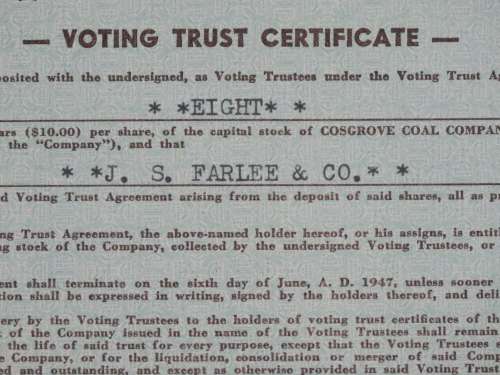 — VOTING TRUST CERTIFICATE —
posited with the undersigned, as Voting Trustees under the Voting Trust Ag
* *EIGHT* *
ars ($10.00) per share, of the capital stock of COSGROVE COAL COMPAN
the "Company"), and that
* *J. S. FARLEE & CO.* *
d Voting Trust Agreement arising from the deposit of said shares, all as pr
ng Trust Agreement, the above-named holder hereof, or his assigns, is entitl
ng stock of the Company, collected by the undersigned Voting Trustees, or
ent shall terminate on the sixth day of June, A. D. 1947, unless sooner
tion shall be expressed in writing, signed by the holders thereof, and deli
ery by the Voting Trustees to the holders of voting trust certificates of th
k of the Company issued in the name of the Voting Trustees shall remain
the life of said trust for every purpose, except that the Voting Trustees s
e Company, or for the liquidation, consolidation or merger of said Comp
ed and outstanding, and except as otherwise provided in said Voting Trust